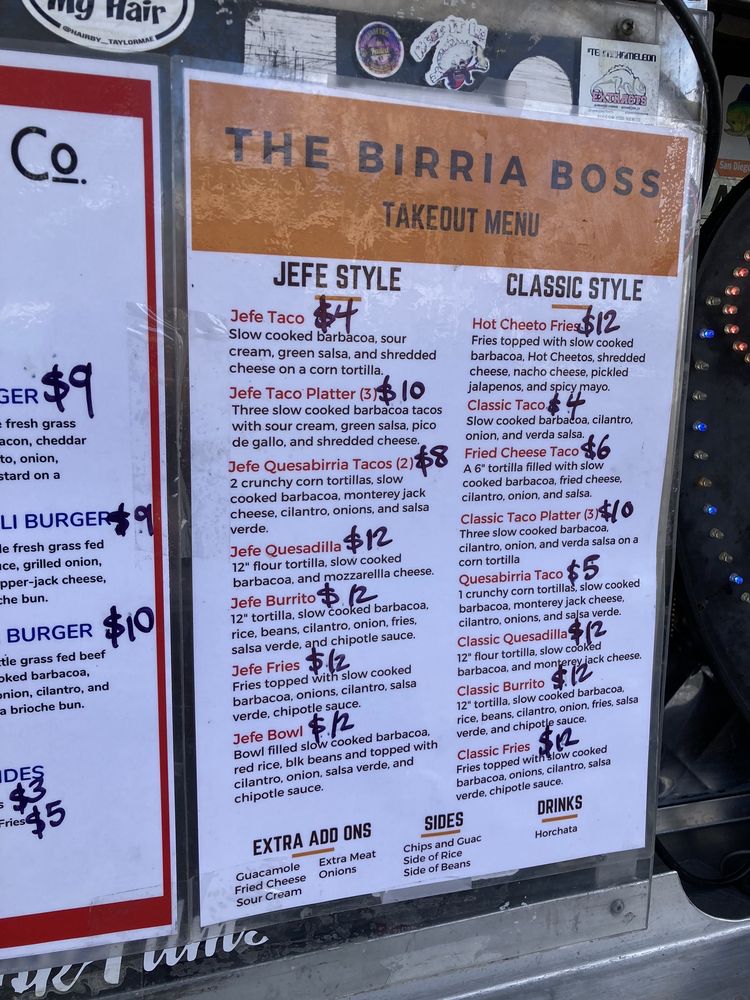 My Hair
@HAIRBY_TAYLORMAE
EXTRACTS
San Diego
Co.
GER $9
e fresh grass
acon, cheddar
to, onion,
stard on a
LI BURGER $9
le fresh grass fed
uce, grilled onion,
pper-jack cheese,
che bun.
BURGER $10
tle grass fed beef
oked barbacoa,
onion, cilantro, and
a brioche bun.
IDES
s $3
Fries $5
THE BIRRIA BOSS
TAKEOUT MENU
JEFE STYLE
Jefe Taco $4
Slow cooked barbacoa, sour
cream, green salsa, and shredded
cheese on a corn tortilla.
Jefe Taco Platter (3) $10
Three slow cooked barbacoa tacos
with sour cream, green salsa, pico
de gallo, and shredded cheese.
Jefe Quesabirria Tacos (2) $8
2 crunchy corn tortillas, slow
cooked barbacoa, monterey jack
cheese, cilantro, onions, and salsa
verde.
Jefe Quesadilla $12
12" flour tortilla, slow cooked
barbacoa, and mozzarellla cheese.
Jefe Burrito $12
12" tortilla, slow cooked barbacoa,
rice, beans, cilantro, onion, fries,
salsa verde, and chipotle sauce.
Jefe Fries $12
Fries topped with slow cooked
barbacoa, onions, cilantro, salsa
verde, chipotle sauce.
Jefe Bowl $12
Bowl filled slow cooked barbacoa,
red rice, blk beans and topped with
cilantro, onion, salsa verde, and
chipotle sauce.
CLASSIC STYLE
Hot Cheeto Fries $12
Fries topped with slow cooked
barbacoa, Hot Cheetos, shredded
cheese, nacho cheese, pickled
jalapenos, and spicy mayo.
Classic Taco $4
Slow cooked barbacoa, cilantro,
onion, and verda salsa.
Fried Cheese Taco $6
A 6" tortilla filled with slow
cooked barbacoa, fried cheese,
cilantro, onion, and salsa.
Classic Taco Platter (3) $10
Three slow cooked barbacoa,
cilantro, onion, and verda salsa on a
corn tortilla
Quesabirria Taco $5
1 crunchy corn tortillas, slow cooked
barbacoa, monterey jack cheese,
cilantro, onions, and salsa verde.
Classic Quesadilla $12
12" flour tortilla, slow cooked
barbacoa, and monterey jack cheese.
Classic Burrito $12
12" tortilla, slow cooked barbacoa,
rice, beans, cilantro, onion, fries, salsa
verde, and chipotle sauce.
Classic Fries $12
Fries topped with slow cooked
barbacoa, onions, cilantro, salsa
verde, chipotle sauce.
EXTRA ADD ONS
Guacamole
Fried Cheese
Sour Cream
Extra Meat
Onions
SIDES
Chips and Guac
Side of Rice
Side of Beans
DRINKS
Horchata